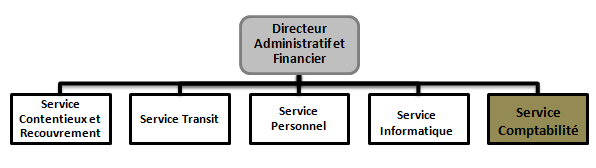 Directeur
Administratif et
Financier
Service
Contentieux et
Recouvrement
Service Transit
Service
Personnel
Service
Informatique
Service
Comptabilité